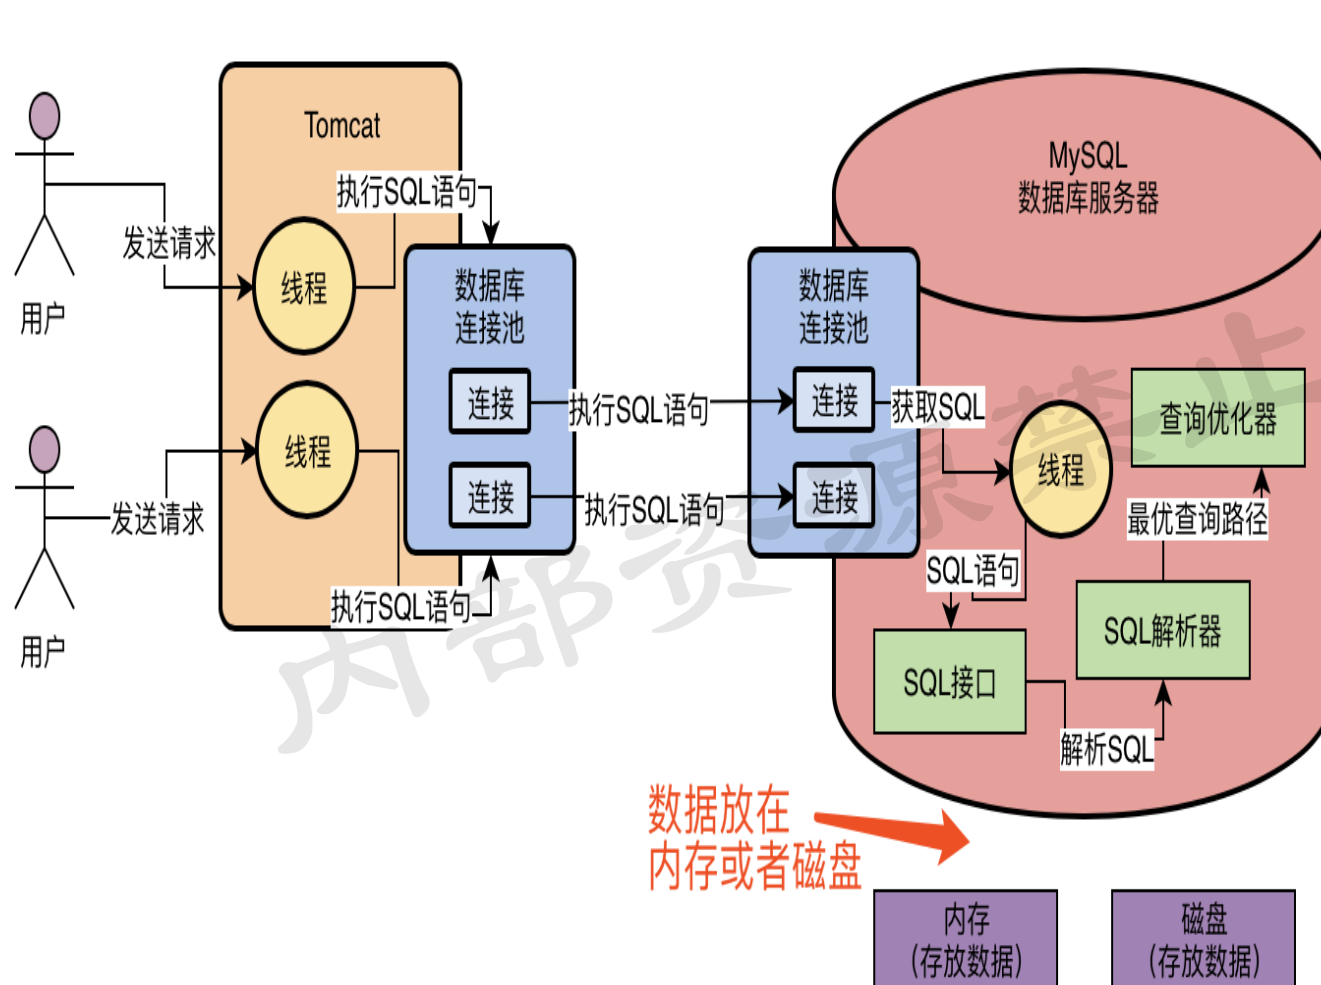 Tomcat
执行SQL语句
发送请求
线程
用户
数据库
连接池
连接
连接
线程
发送请求
执行SQL语句
用户
执行SQL语句
执行SQL语句
MySQL
数据库服务器
数据库
连接池
连接
连接
获取SQL
线程
查询优化器
最优查询路径
SQL语句
SQL接口
SQL解析器
解析SQL
数据放在
内存或者磁盘
内存
(存放数据)
磁盘
(存放数据)
内部资源禁止